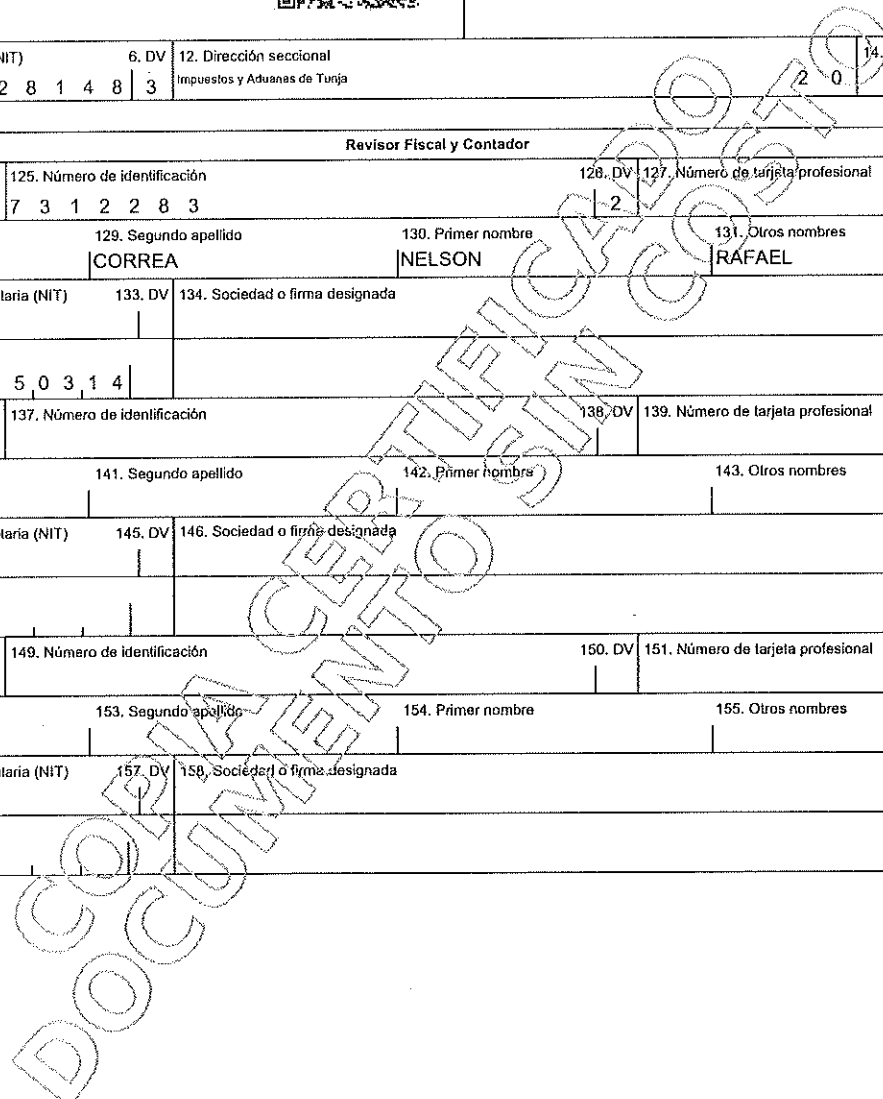 NIT) 6. DV 12. Dirección seccional 14.
2 8 1 4 8 3 Impuestos y Aduanas de Tunja 2 0
Revisor Fiscal y Contador
125. Número de identificación 126. DV 127. Número de tarjeta profesional
7 3 1 2 2 8 3 2
129. Segundo apellido 130. Primer nombre 131. Otros nombres
CORREA NELSON RAFAEL
taria (NIT) 133. DV 134. Sociedad o firma designada
5 0 3 1 4
137. Número de identificación 138. DV 139. Número de tarjeta profesional
141. Segundo apellido 142. Primer nombre 143. Otros nombres
taria (NIT) 145. DV 146. Sociedad o firma designada
149. Número de identificación 150. DV 151. Número de tarjeta profesional
153. Segundo apellido 154. Primer nombre 155. Otros nombres
taria (NIT) 157. DV 158. Sociedad o firma designada
COPIA CERTIFICADO
DOCUMENTO SIN COSTO